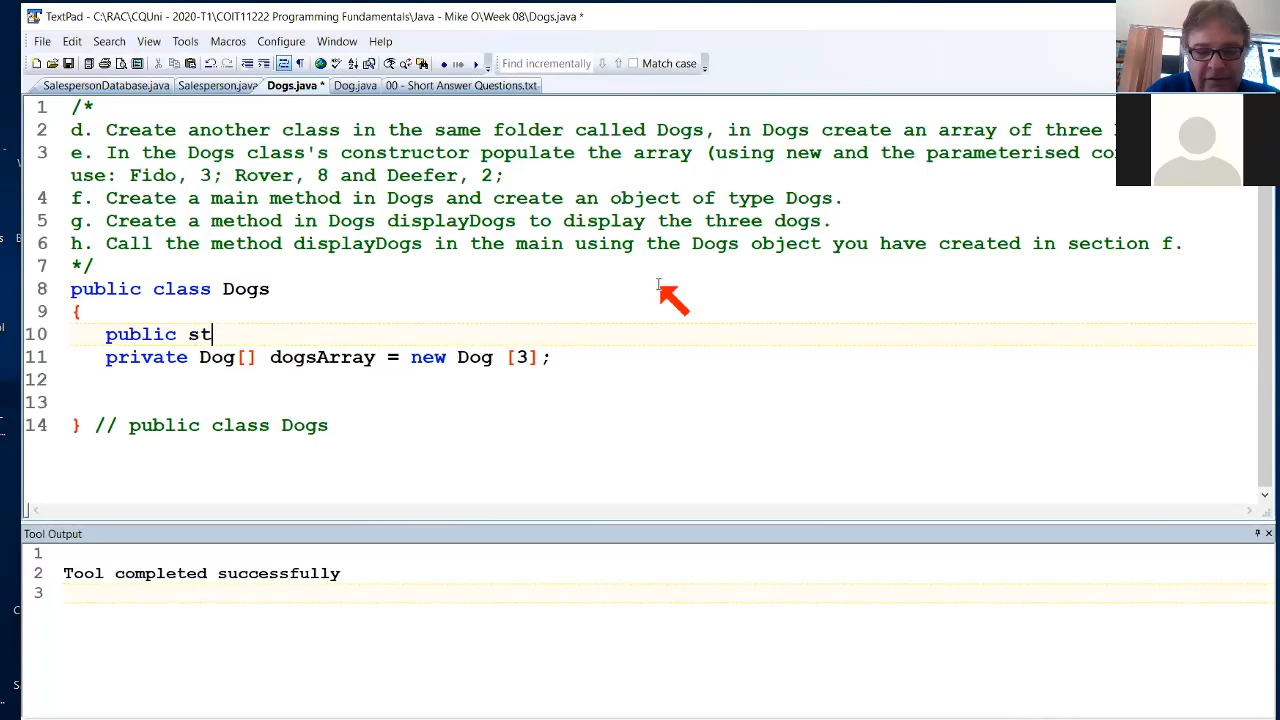 TextPad - C:\RAC\CQUni - 2020-T1\COIT11222 Programming Fundamentals\Java - Mike O\Week 08\Dogs.java *
File Edit Search View Tools Macros Configure Window Help
Find incrementally Match case
SalespersonDatabase.java Salesperson.java Dogs.java * Dog.java 00 - Short Answer Questions.txt
1 /*
2 d. Create another class in the same folder called Dogs, in Dogs create an array of three
3 e. In the Dogs class's constructor populate the array (using new and the parameterised
use: Fido, 3; Rover, 8 and Deefer, 2;
4 f. Create a main method in Dogs and create an object of type Dogs.
5 g. Create a method in Dogs displayDogs to display the three dogs.
6 h. Call the method displayDogs in the main using the Dogs object you have created in section f.
7 */
8 public class Dogs
9 {
10 public st
11 private Dog[] dogsArray = new Dog [3];
12
13
14 } // public class Dogs
Tool Output
1
2 Tool completed successfully
3